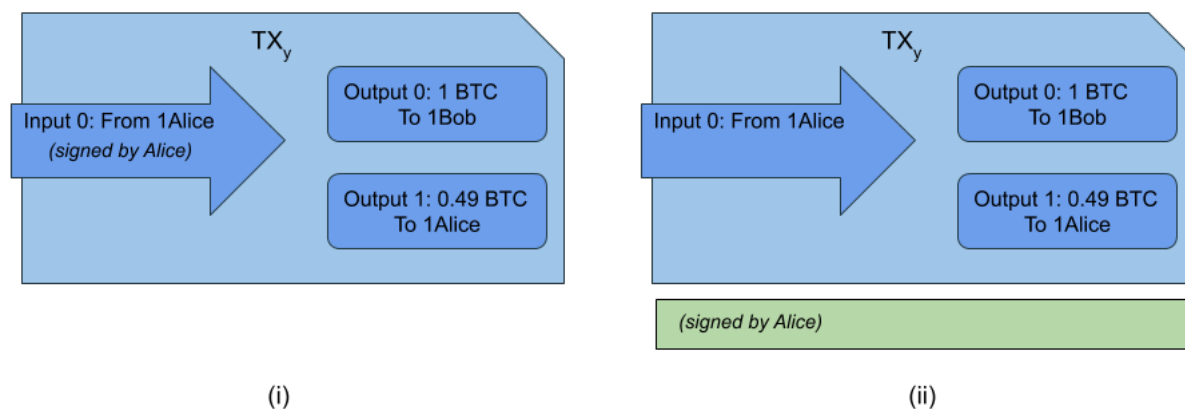 TXy
Input 0: From 1Alice
(signed by Alice)
Output 0: 1 BTC
To 1Bob
Output 1: 0.49 BTC
To 1Alice
(i)
TXy
Input 0: From 1Alice
Output 0: 1 BTC
To 1Bob
Output 1: 0.49 BTC
To 1Alice
(signed by Alice)
(ii)